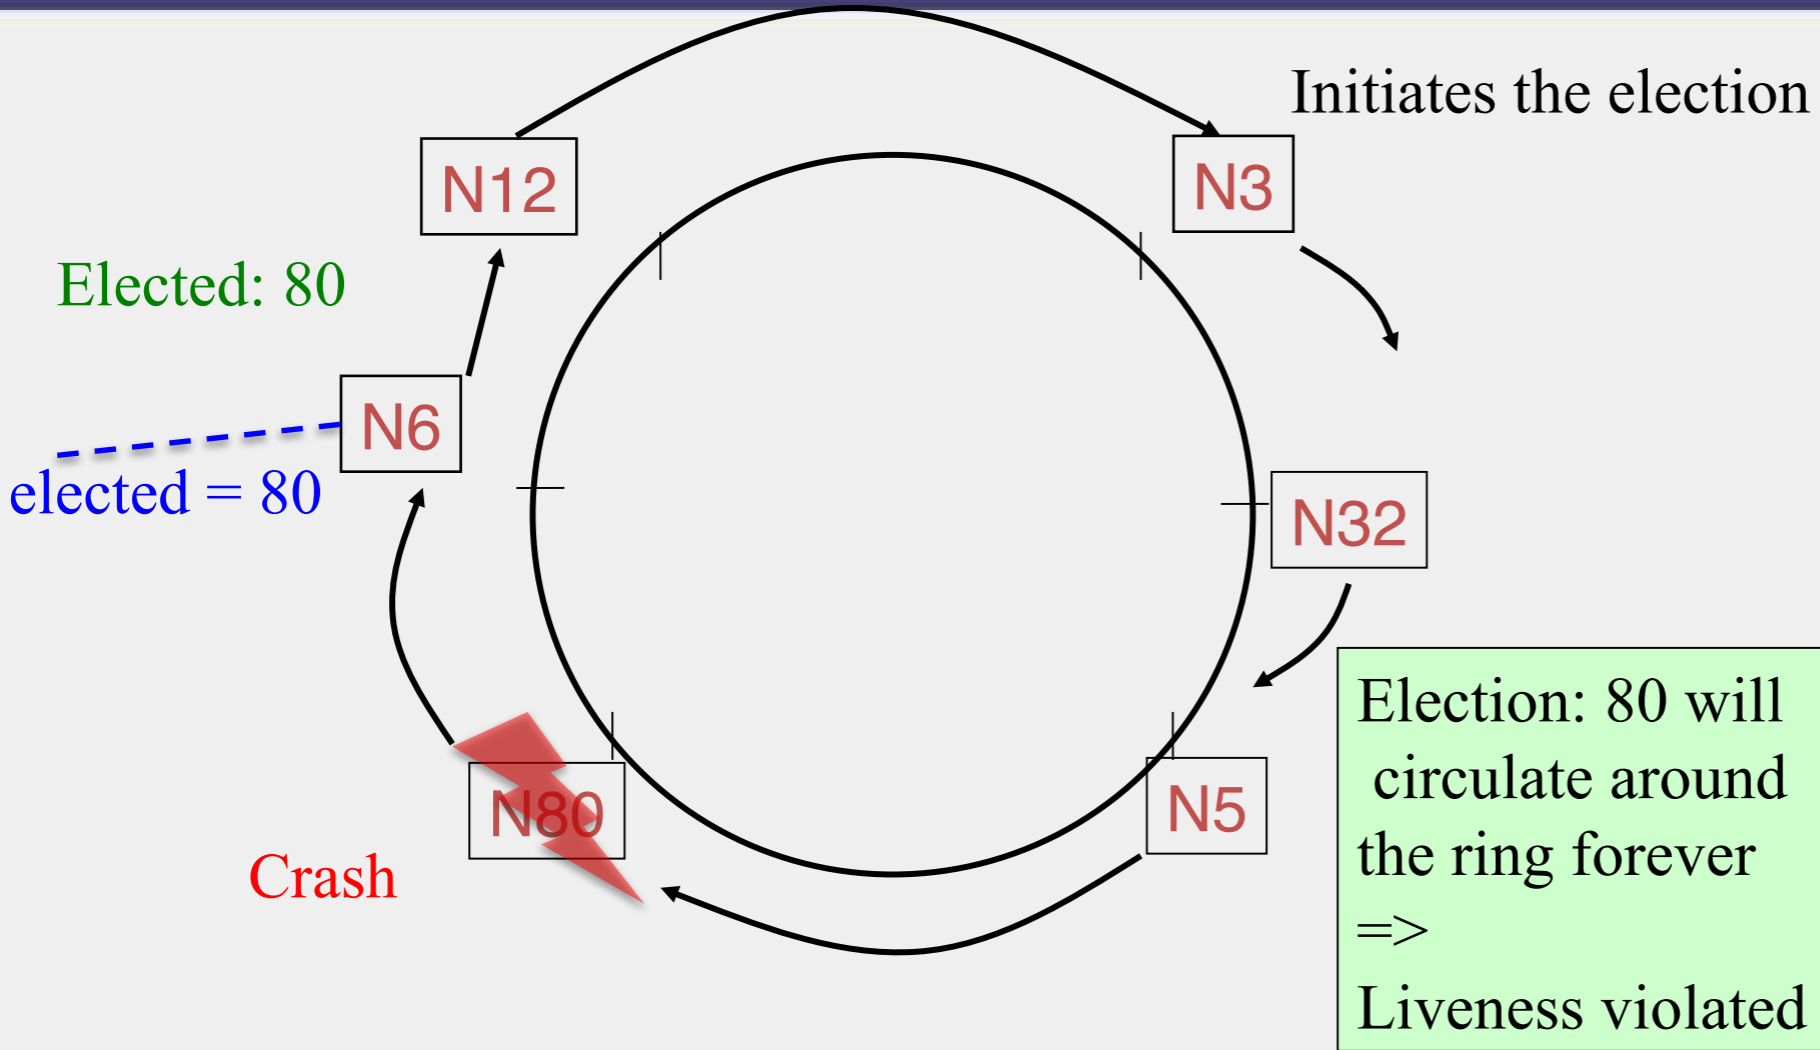 Initiates the election
N12
N3
Elected: 80
N6
elected = 80
N32
N80
N5
Crash
Election: 80 will
circulate around
the ring forever
=>
Liveness violated